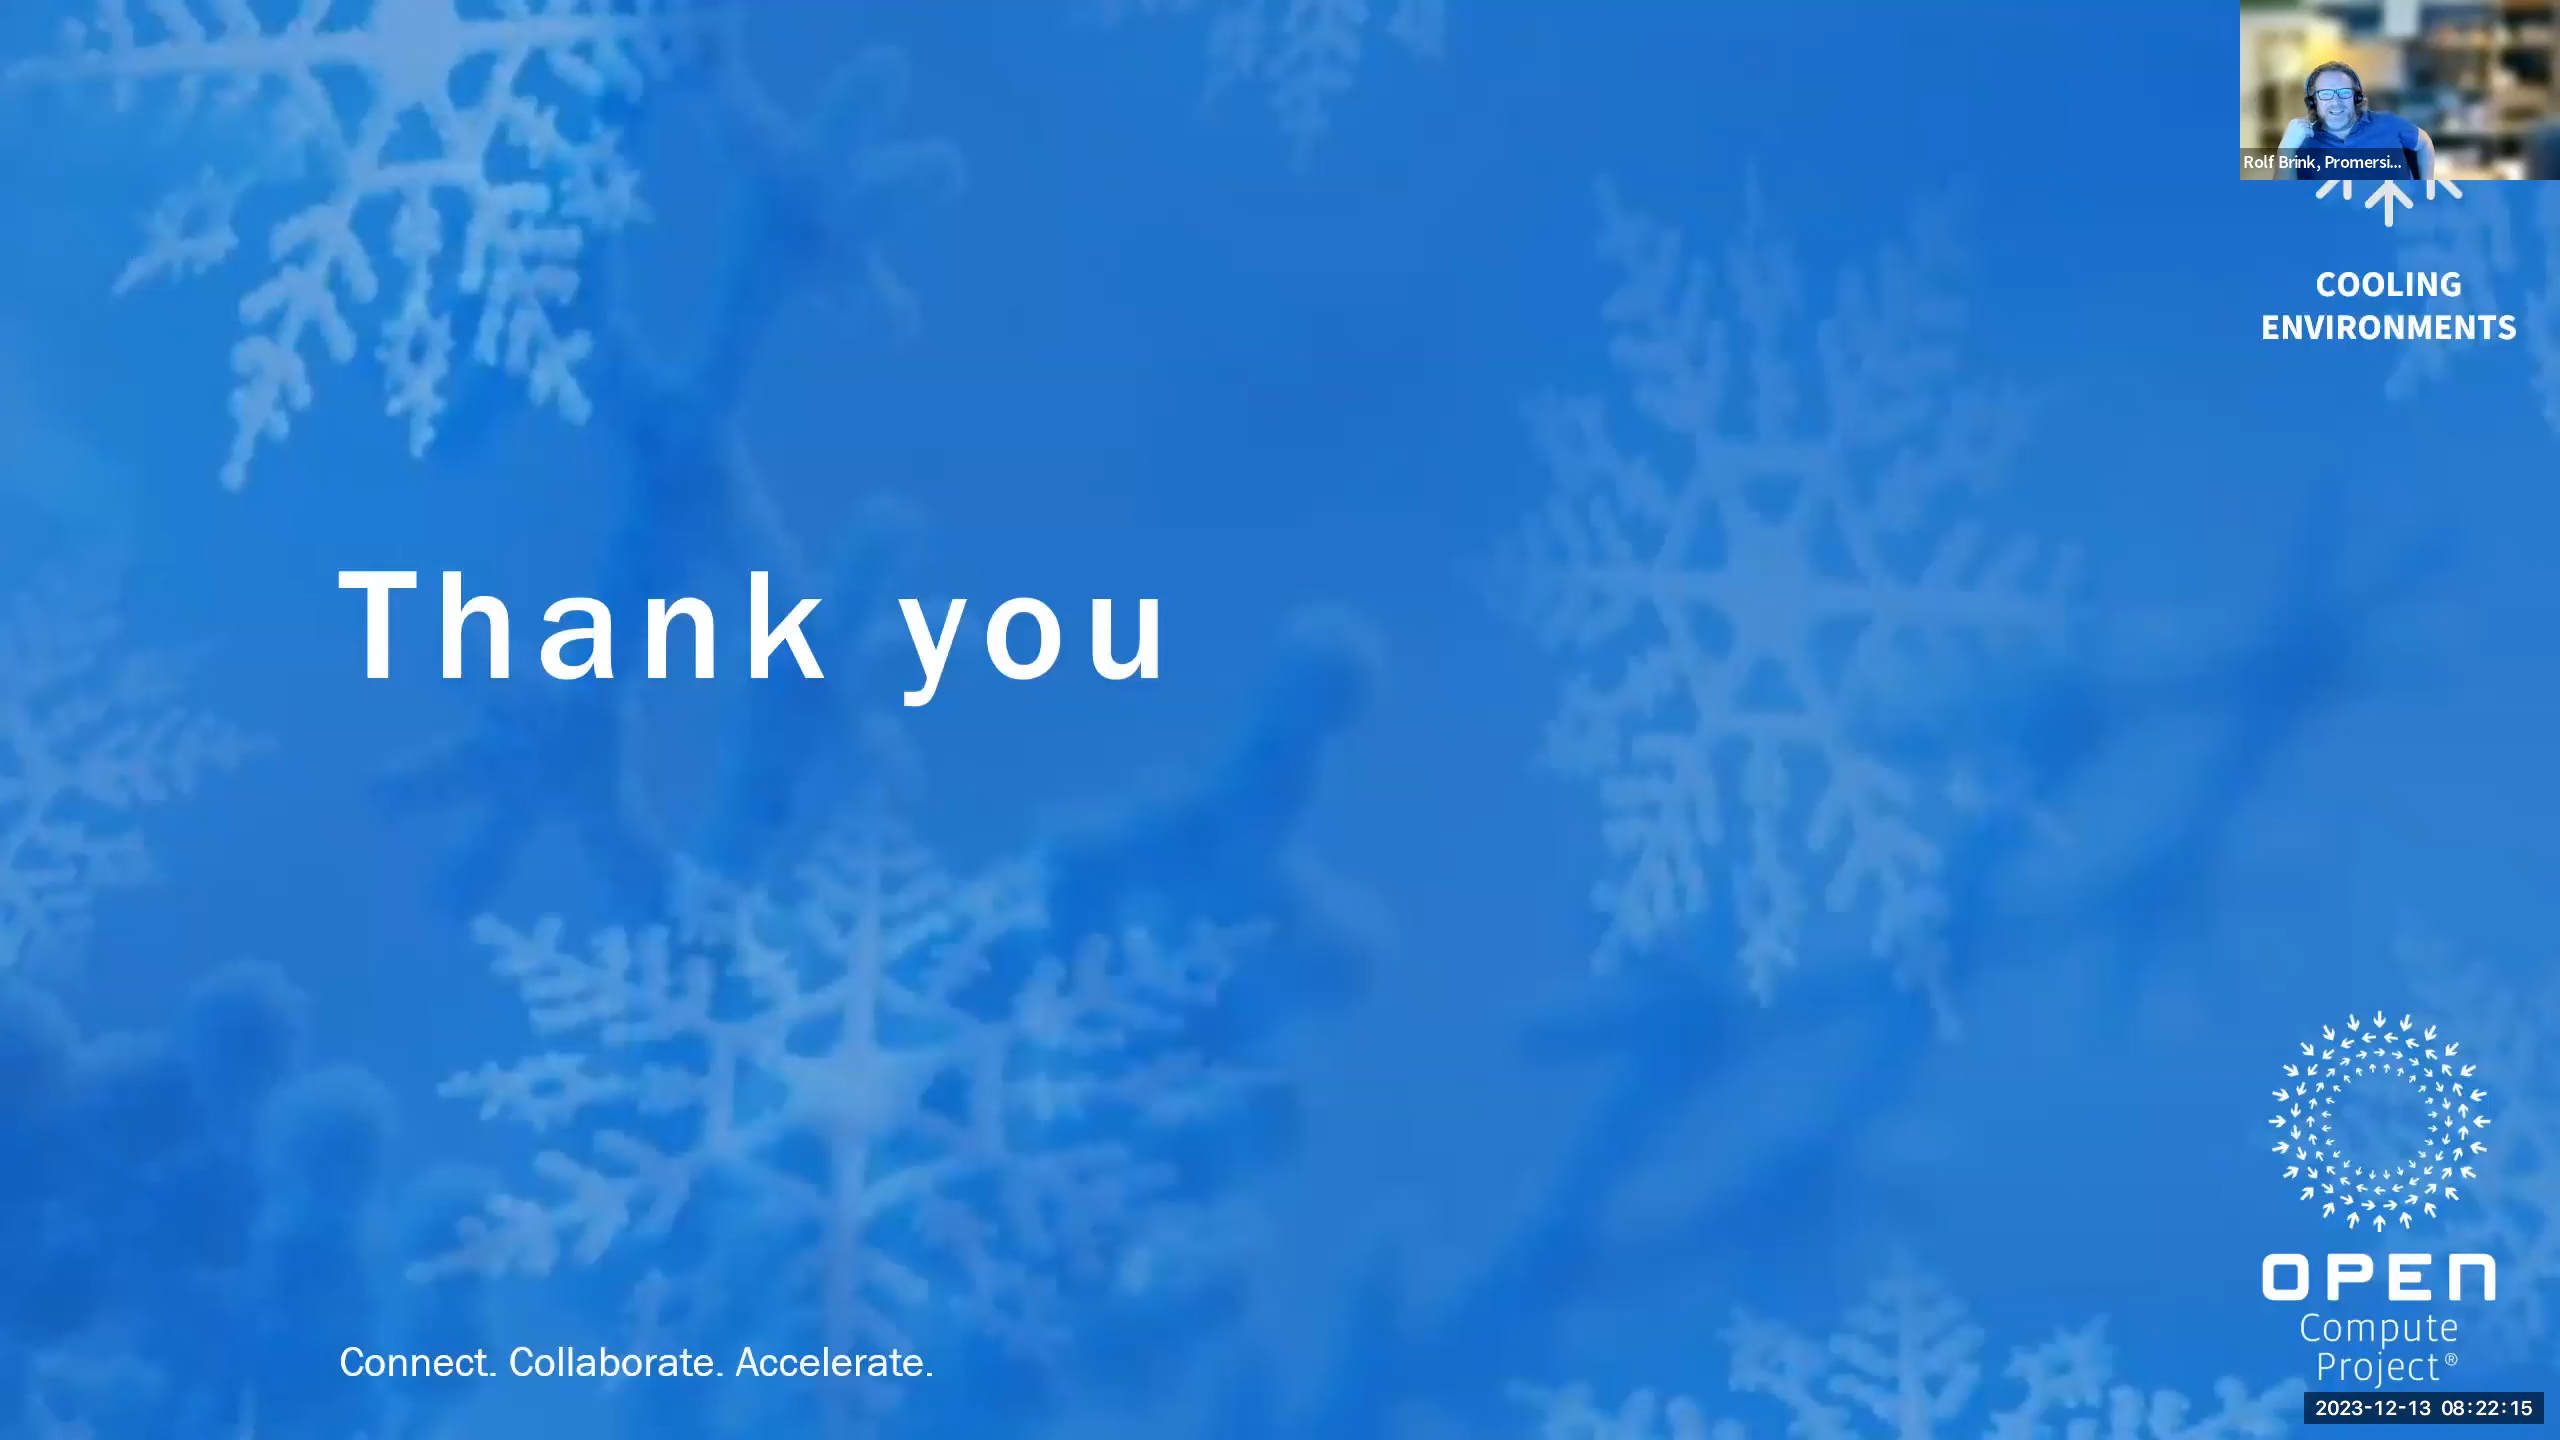 Rolf Brink, Promersi...
COOLING
ENVIRONMENTS
Thank you
Connect. Collaborate. Accelerate.
OPEN
Compute
Project®
2023-12-13 08:22:15